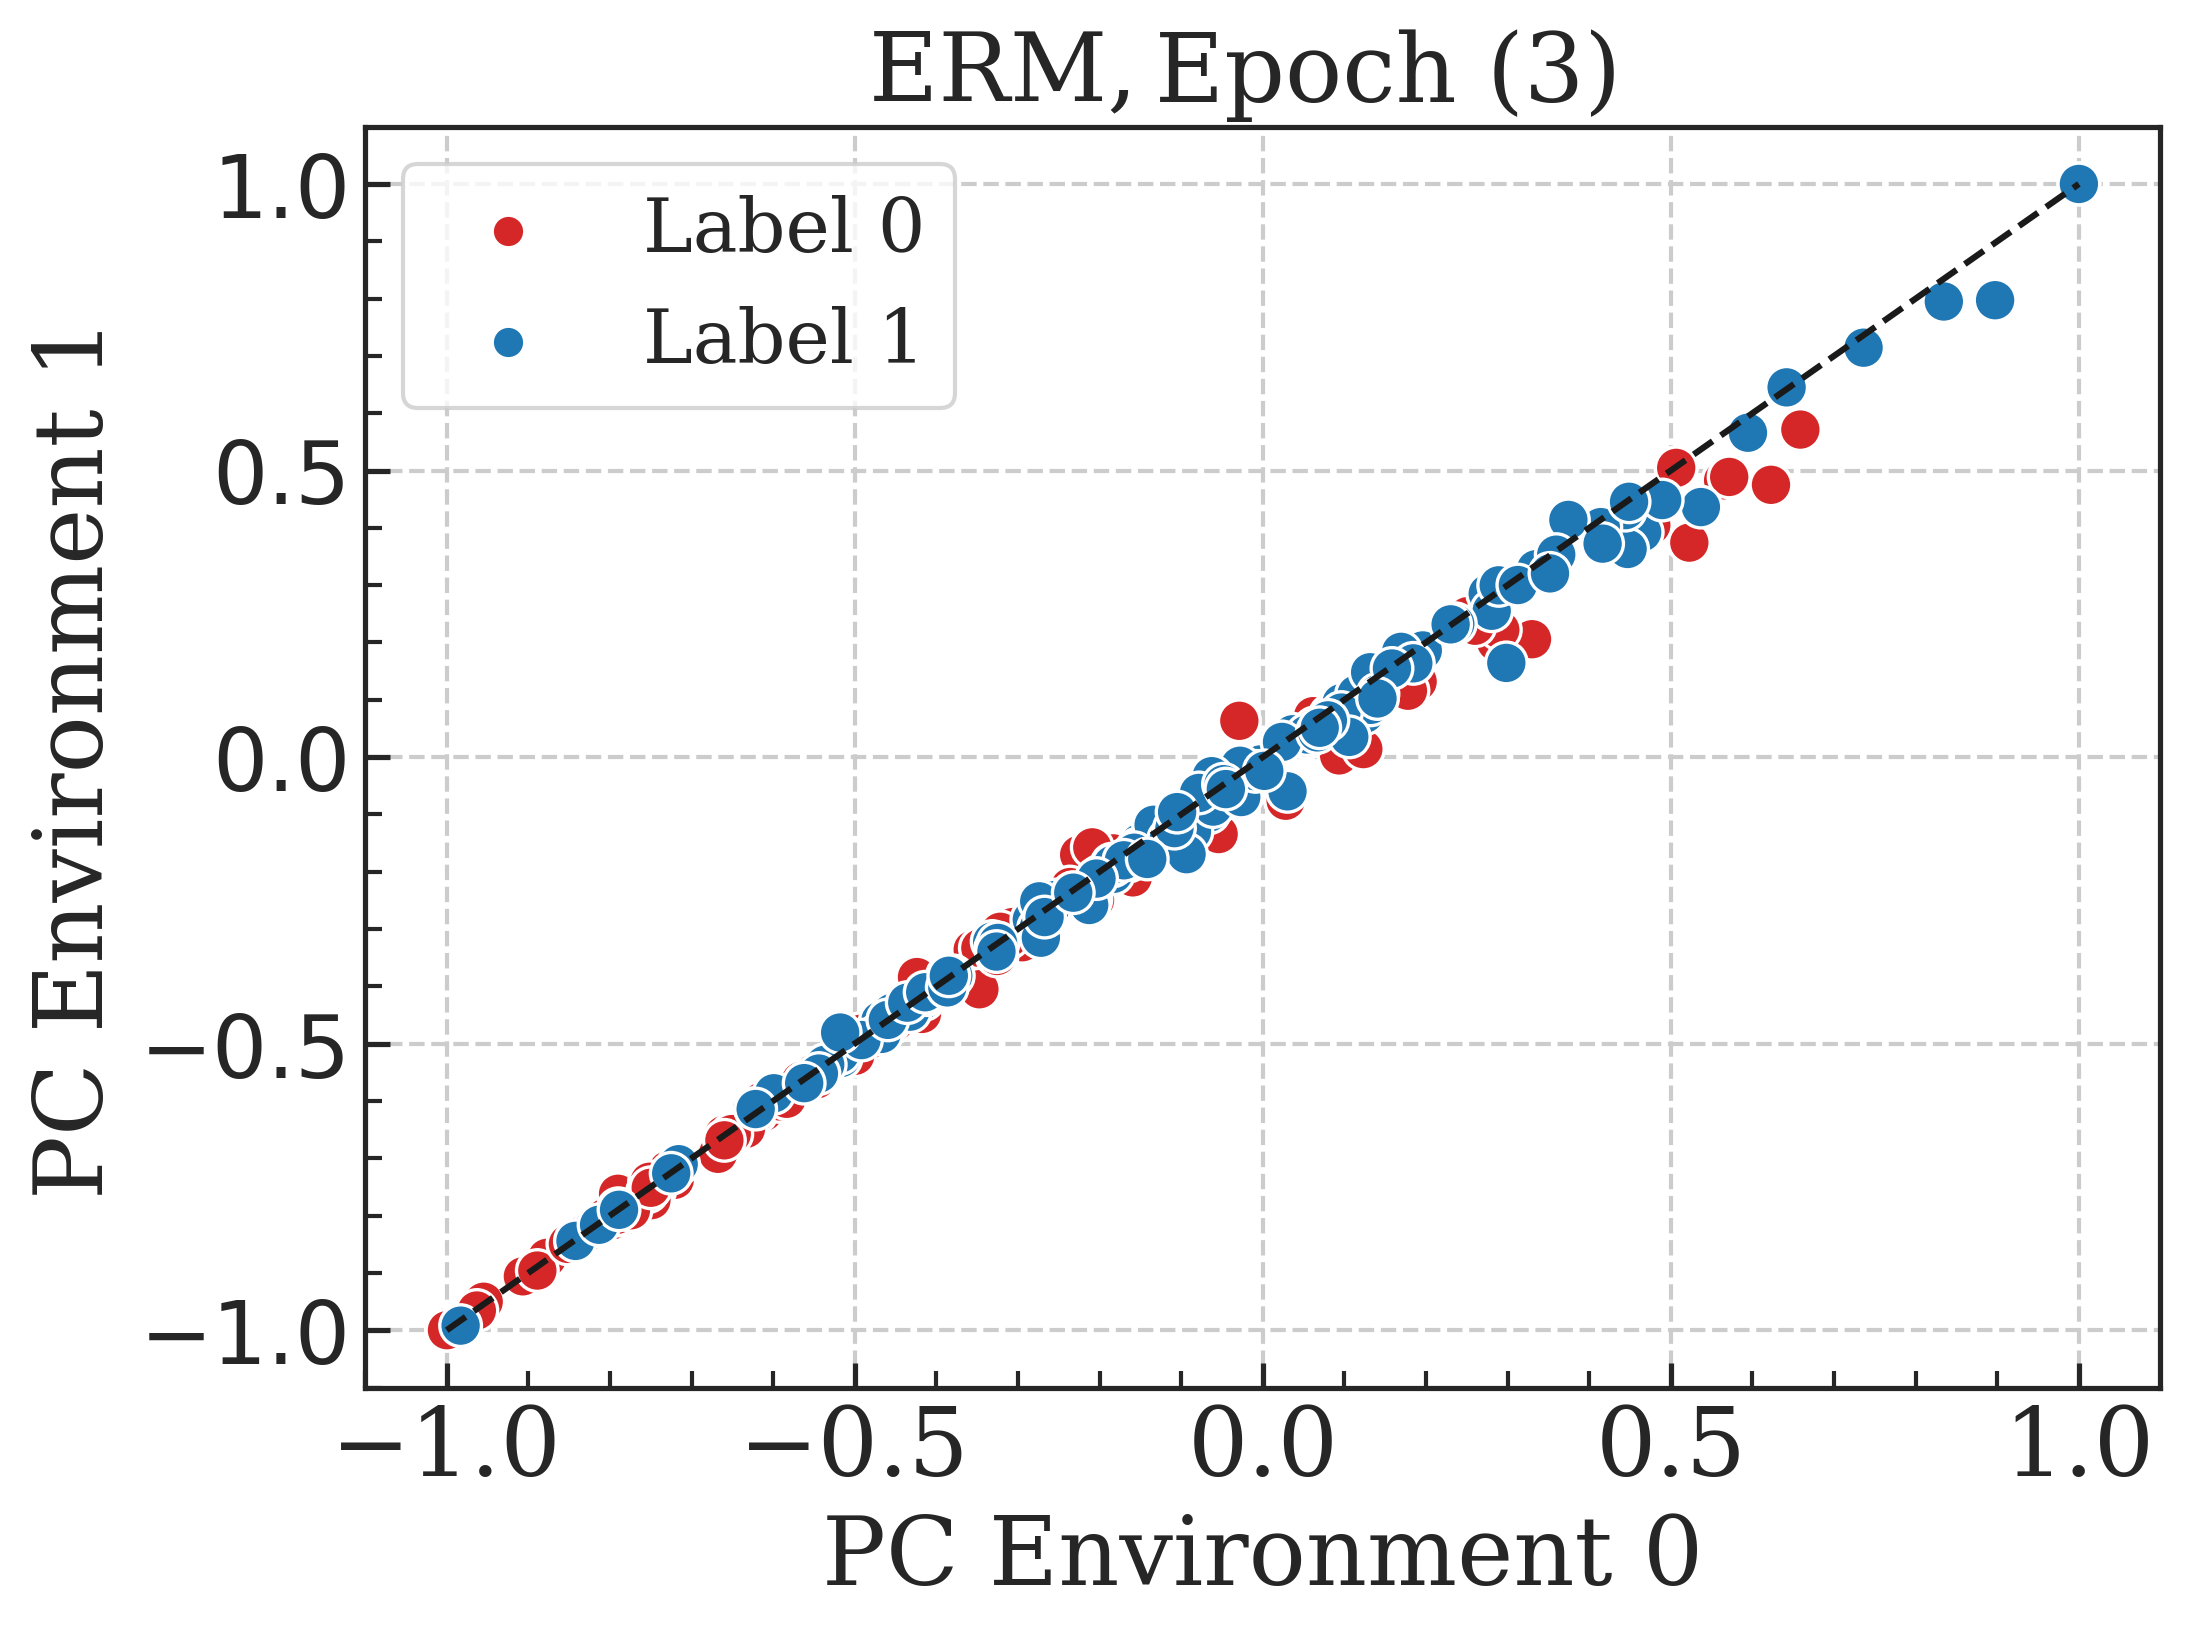 ERM, Epoch (3)
Label 0
Label 1
PC Environment 1
1.0
0.5
0.0
−0.5
−1.0
−1.0 −0.5 0.0 0.5 1.0
PC Environment 0